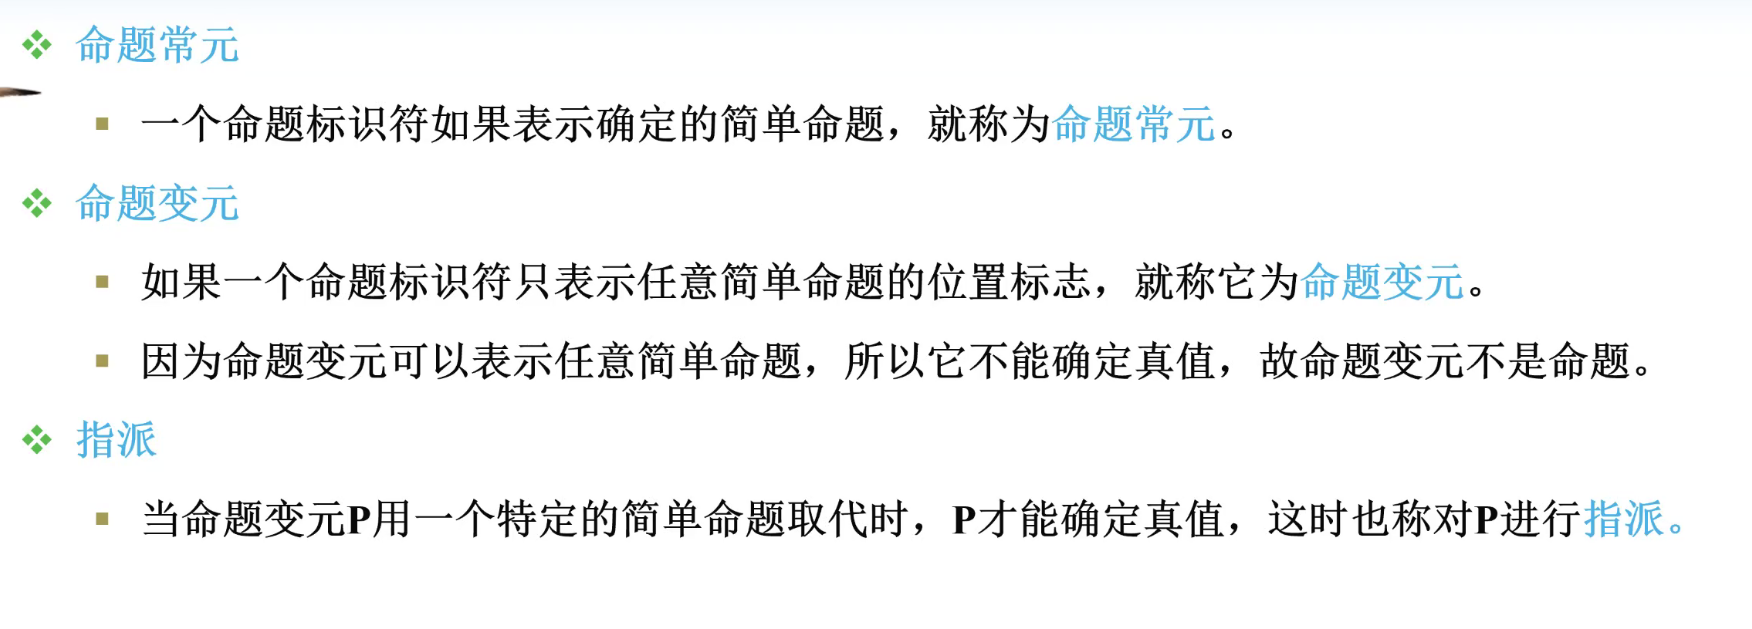 命题常元
一个命题标识符如果表示确定的简单命题，就称为命题常元。
命题变元
如果一个命题标识符只表示任意简单命题的位置标志，就称它为命题变元。
因为命题变元可以表示任意简单命题，所以它不能确定真值，故命题变元不是命题。
指派
当命题变元P用一个特定的简单命题取代时，P才能确定真值，这时也称对P进行指派。